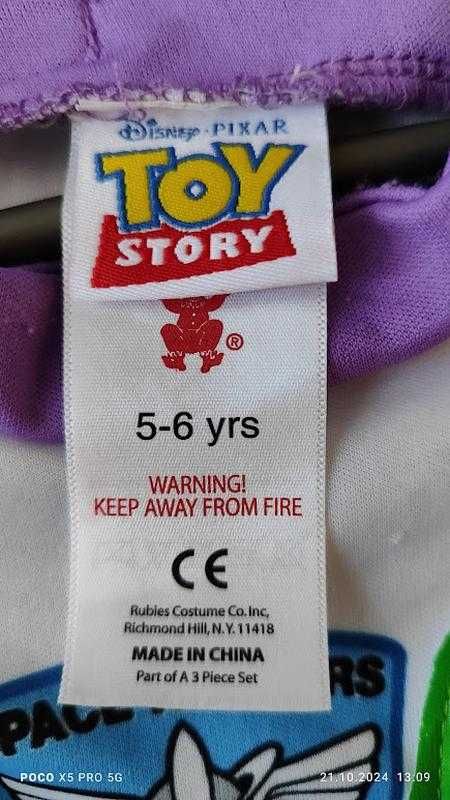 Disney · PIXAR
TOY
STORY
®
5-6 yrs
WARNING!
KEEP AWAY FROM FIRE
CE
Rubies Costume Co. Inc,
Richmond Hill, N.Y. 11418
MADE IN CHINA
Part of A 3 Piece Set
POCO X5 PRO 5G
21.10.2024 13:09